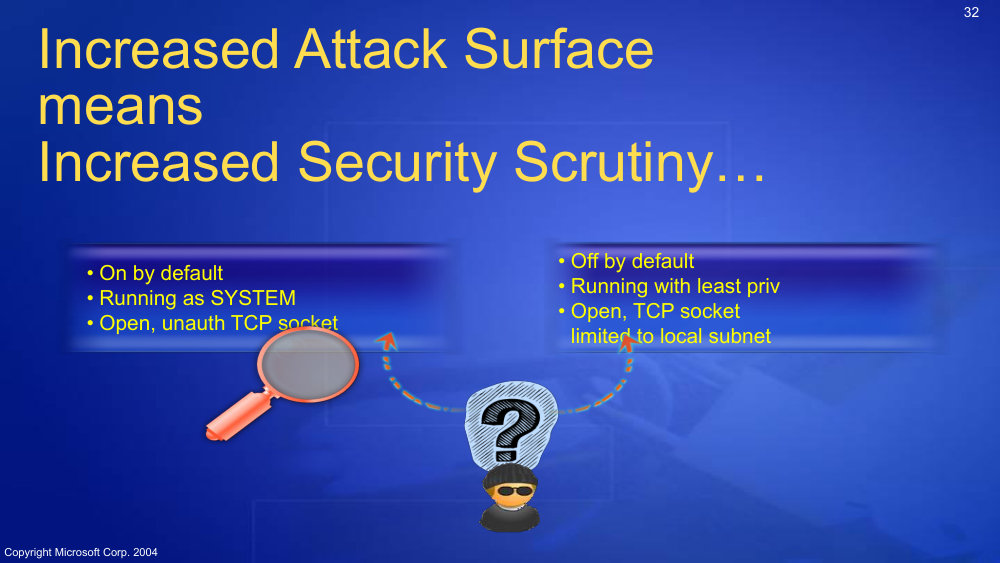 32
Increased Attack Surface
means
Increased Security Scrutiny…
• On by default
• Running as SYSTEM
• Open, unauth TCP socket
• Off by default
• Running with least priv
• Open, TCP socket
limited to local subnet
?
Copyright Microsoft Corp. 2004